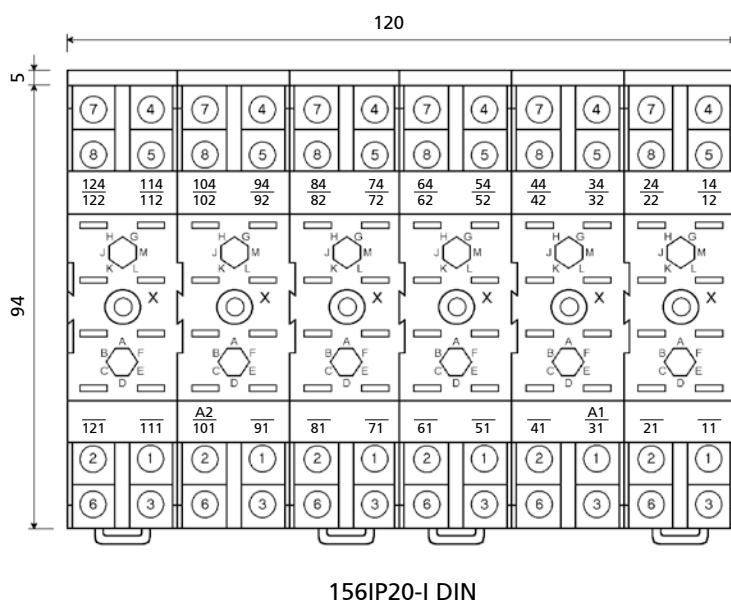 120
5
7 4 7 4 7 4 7 4 7 4 7 4
8 5 8 5 8 5 8 5 8 5 8 5
124 114 104 94 84 74 64 54 44 34 24 14
122 112 102 92 82 72 62 52 42 32 22 12
94
H G H G H G H G H G H G
J M J M J M J M J M J M
K L K L K L K L K L K L
X X X X X X
A A A A A A
B F B F B F B F B F B F
C E C E C E C E C E C E
D D D D D D
A2 A1
121 111 101 91 81 71 61 51 41 31 21 11
2 1 2 1 2 1 2 1 2 1 2 1
6 3 6 3 6 3 6 3 6 3 6 3
156IP20-I DIN